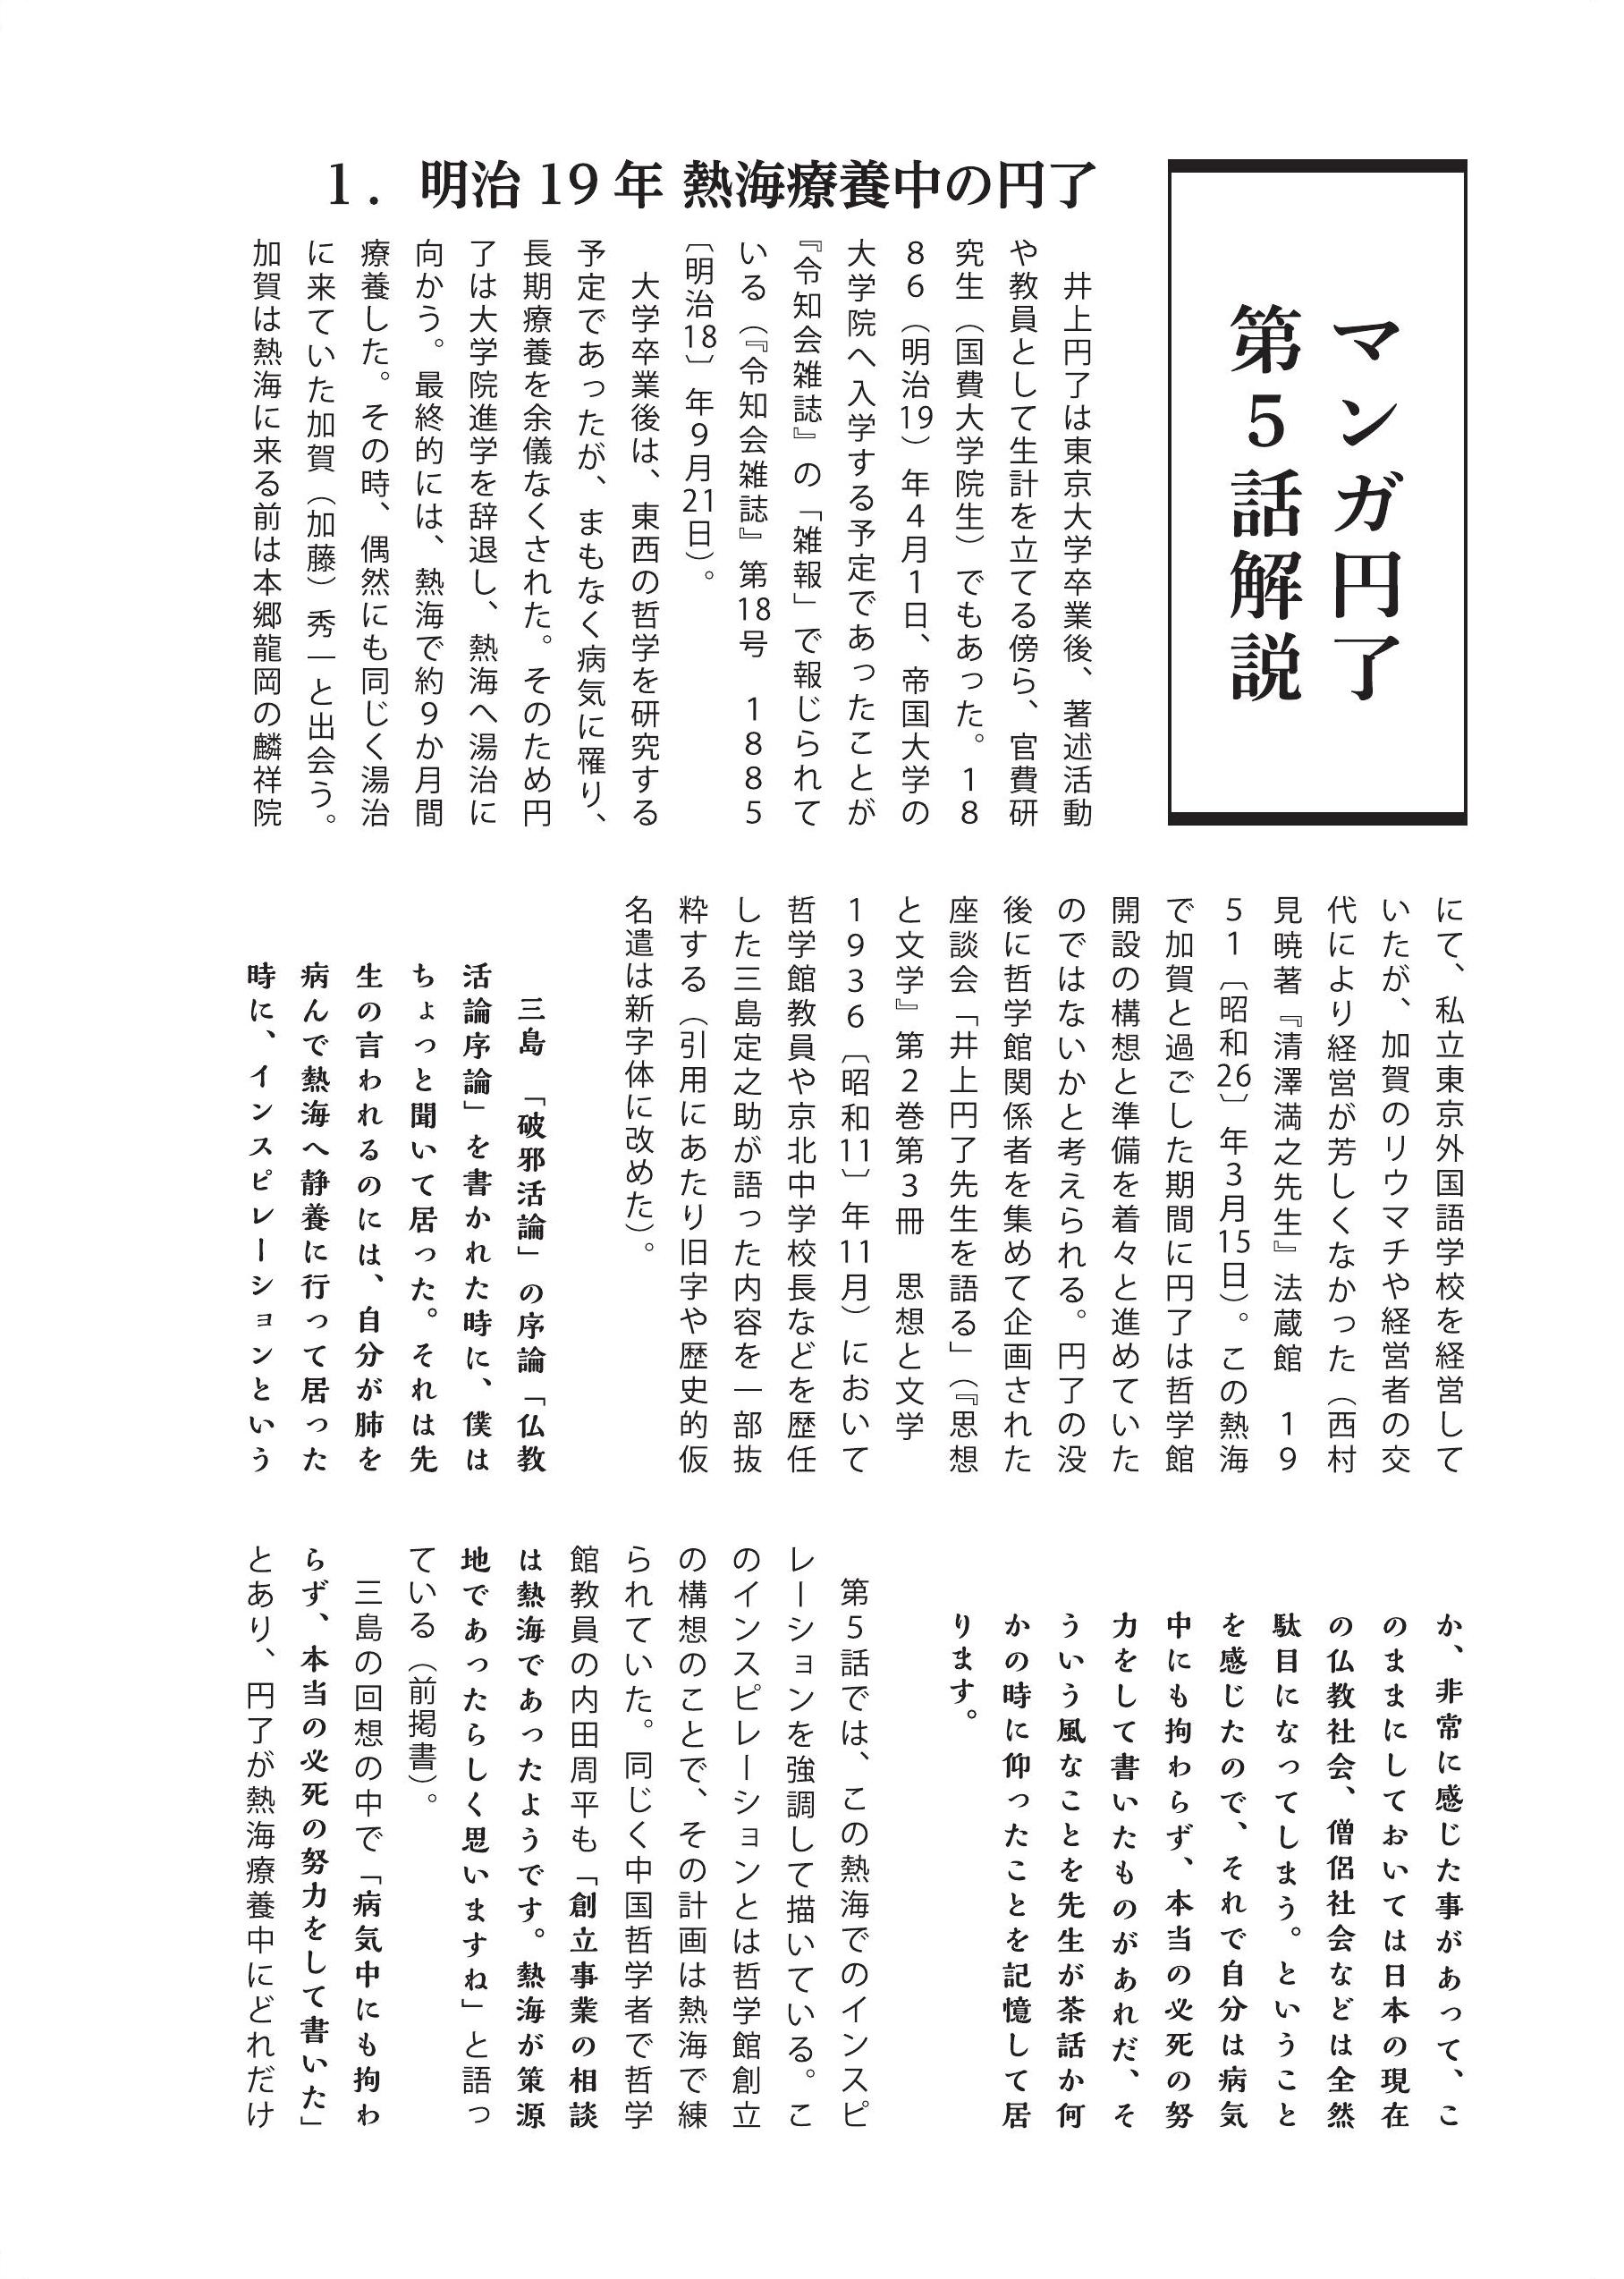 マンガ円了
第5話解説
1．明治19年 熱海療養中の円了
　井上円了は東京大学卒業後、著述活動
や教員として生計を立てる傍ら、官費研
究生（国費大学院生）でもあった。18
86（明治19）年4月1日、帝国大学の
大学院へ入学する予定であったことが
『令知会雑誌』の「雑報」で報じられて
いる（『令知会雑誌』第18号　1885
〔明治18〕年9月21日）。
　大学卒業後は、東西の哲学を研究する
予定であったが、まもなく病気に罹り、
長期療養を余儀なくされた。そのため円
了は大学院進学を辞退し、熱海へ湯治に
向かう。最終的には、熱海で約9か月間
療養した。その時、偶然にも同じく湯治
に来ていた加賀（加藤）秀一と出会う。
加賀は熱海に来る前は本郷龍岡の麟祥院
にて、私立東京外国語学校を経営して
いたが、加賀のリウマチや経営者の交
代により経営が芳しくなかった（西村
見暁著『清澤満之先生』法蔵館　19
51〔昭和26〕年3月15日）。この熱海
で加賀と過ごした期間に円了は哲学館
開設の構想と準備を着々と進めていた
のではないかと考えられる。円了の没
後に哲学館関係者を集めて企画された
座談会「井上円了先生を語る」（『思想
と文学』第2巻第3冊　思想と文学
1936〔昭和11〕年11月）において
哲学館教員や京北中学校長などを歴任
した三島定之助が語った内容を一部抜
粋する（引用にあたり旧字や歴史的仮
名遣は新字体に改めた）。
　三島　「破邪活論」の序論「仏教
活論序論」を書かれた時に、僕は
ちょっと聞いて居った。それは先
生の言われるのには、自分が肺を
病んで熱海へ静養に行って居った
時に、インスピレーションという
か、非常に感じた事があって、こ
のままにしておいては日本の現在
の仏教社会、僧侶社会などは全然
駄目になってしまう。ということ
を感じたので、それで自分は病気
中にも拘わらず、本当の必死の努
力をして書いたものがあれだ、そ
ういう風なことを先生が茶話か何
かの時に仰ったことを記憶して居
ります。
　第5話では、この熱海でのインスピ
レーションを強調して描いている。こ
のインスピレーションとは哲学館創立
の構想のことで、その計画は熱海で練
られていた。同じく中国哲学者で哲学
館教員の内田周平も「創立事業の相談
は熱海であったようです。熱海が策源
地であったらしく思いますね」と語っ
ている（前掲書）。
　三島の回想の中で「病気中にも拘わ
らず、本当の必死の努力をして書いた」
とあり、円了が熱海療養中にどれだけ